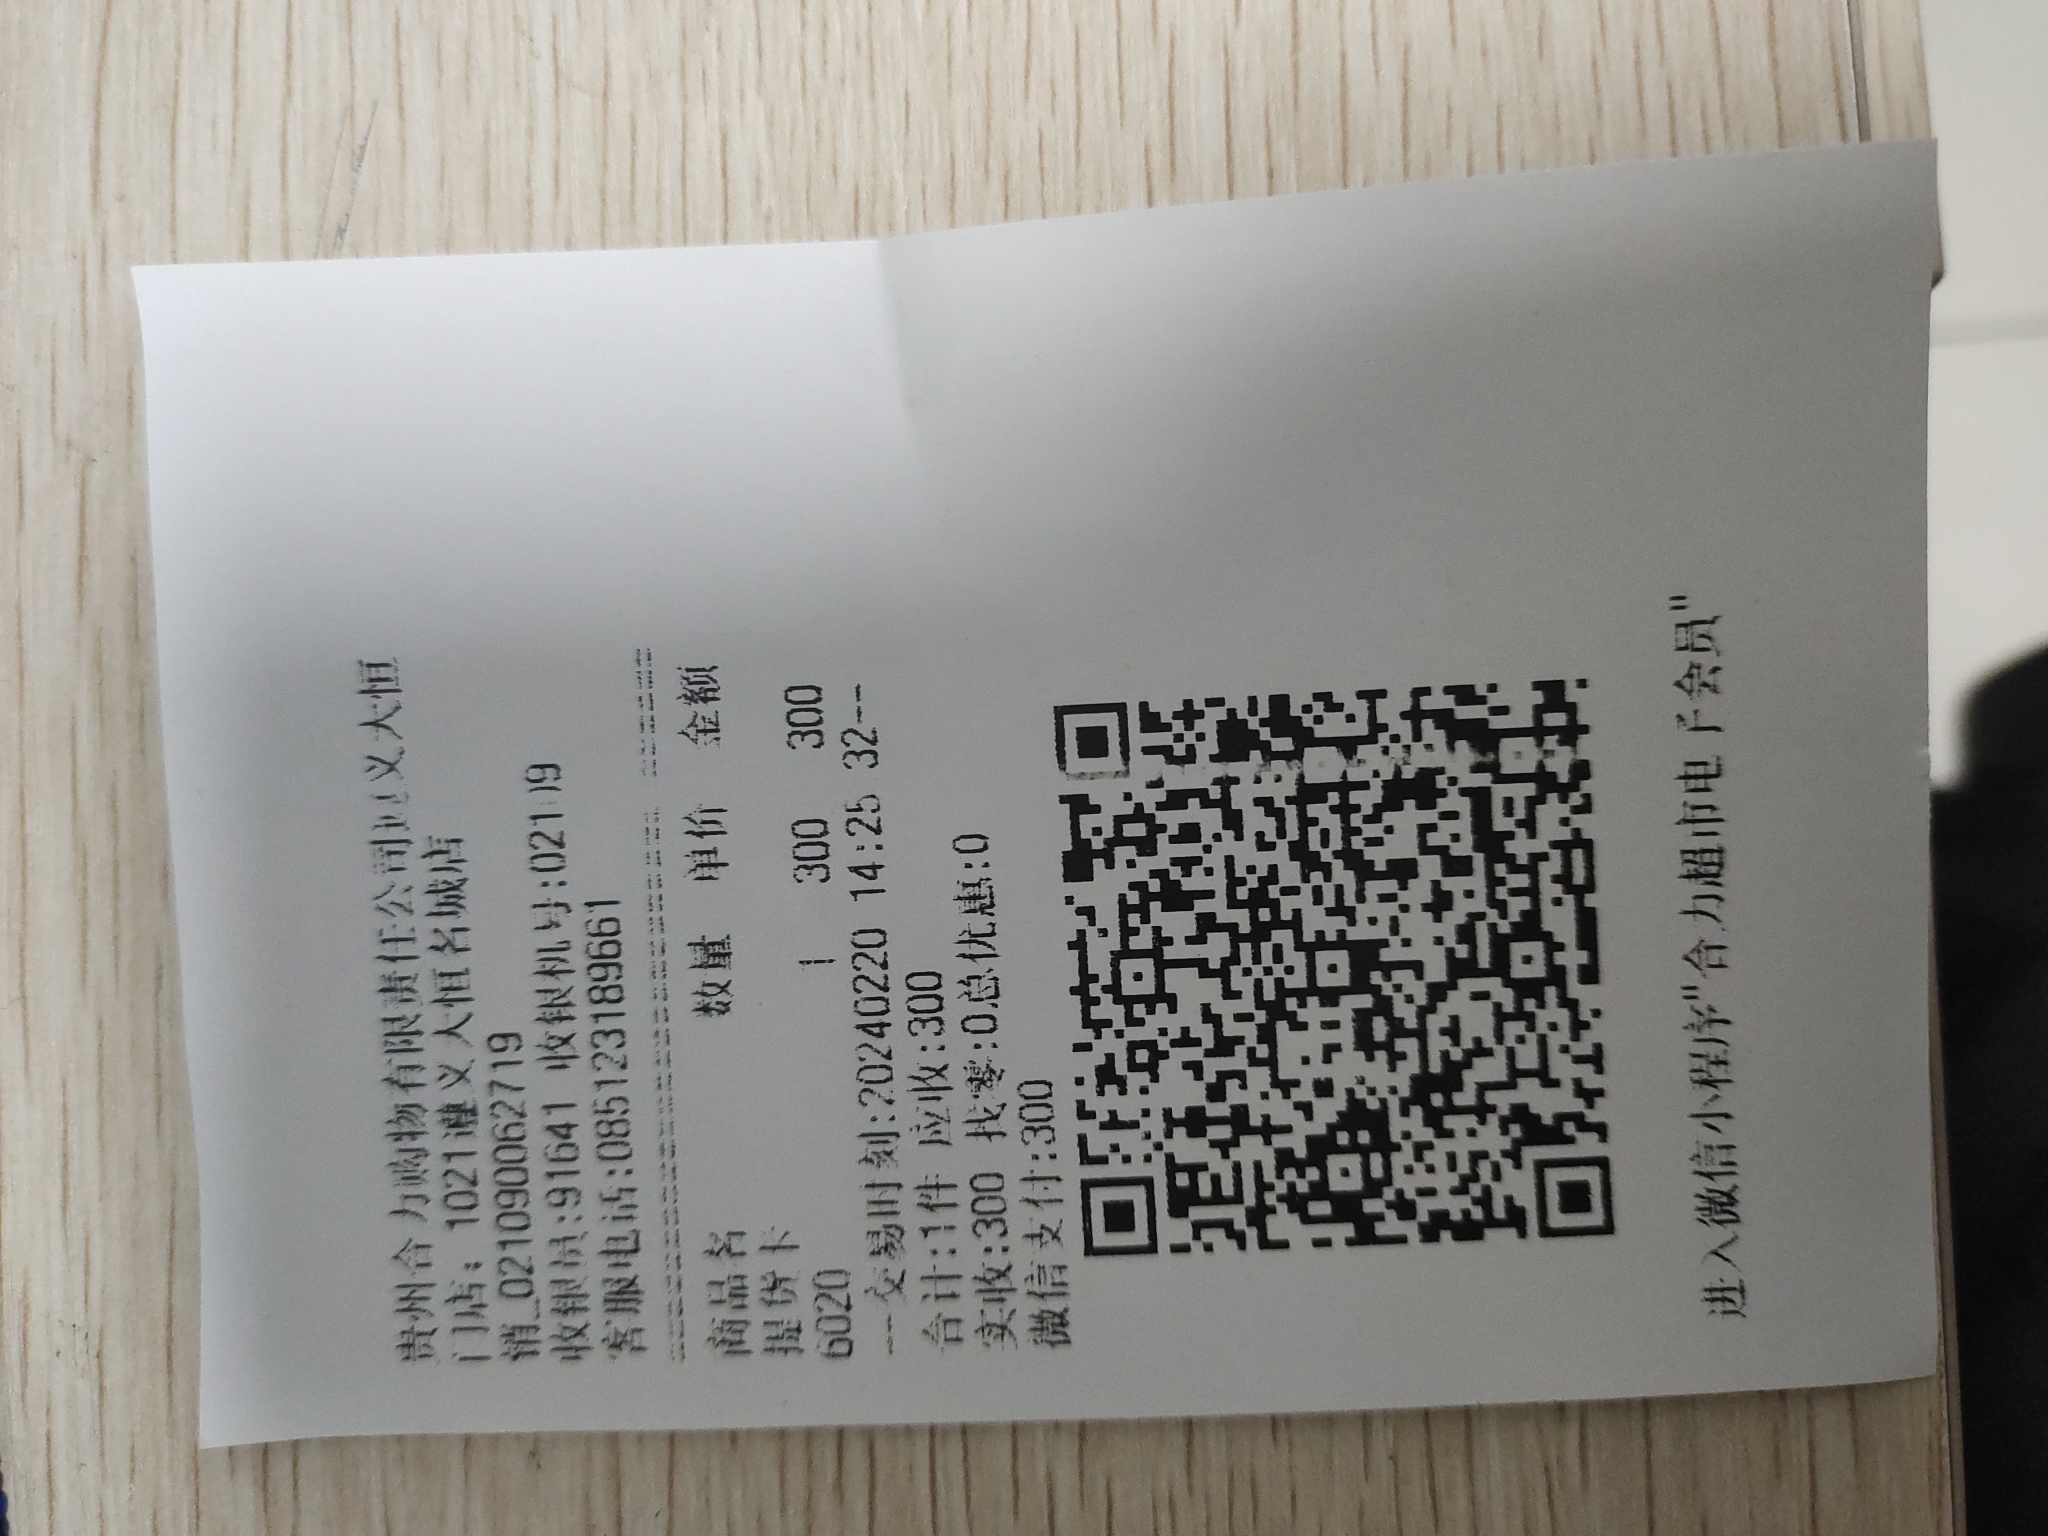 贵州合力购物有限责任公司遵义大恒
门店：1021遵义大恒名城店
销_021090062719
收银员:91641 收银机号:02109
客服电话:085123189661
商品名 数量 单价 金额
提货卡
6020 1 300 300
--交易时刻:20240220 14:25 32--
合计:1件 应收:300
实收:300 找零:0总优惠:0
微信支付:300
进入微信小程序"合力超市电子会员"